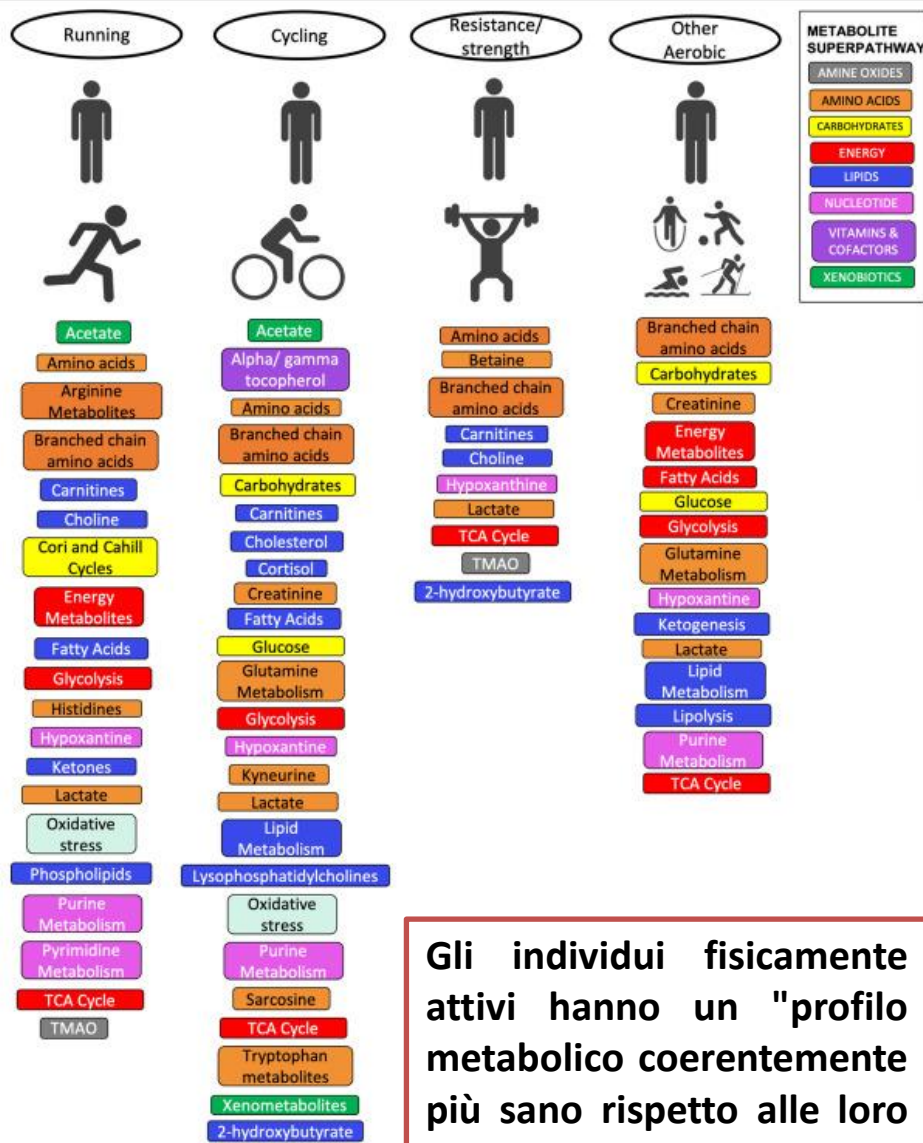 Running
Acetate
Amino acids
Arginine
Metabolites
Branched chain
amino acids
Carnitines
Choline
Cori and Cahill
Cycles
Energy
Metabolites
Fatty Acids
Glycolysis
Histidines
Hypoxantine
Ketones
Lactate
Oxidative
stress
Phospholipids
Purine
Metabolism
Pyrimidine
Metabolism
TCA Cycle
TMAO
Cycling
Acetate
Alpha/ gamma
tocopherol
Amino acids
Branched chain
amino acids
Carbohydrates
Carnitines
Cholesterol
Cortisol
Creatinine
Fatty Acids
Glucose
Glutamine
Metabolism
Glycolysis
Hypoxantine
Kyneurine
Lactate
Lipid
Metabolism
Lysophosphatidylcholines
Oxidative
stress
Purine
Metabolism
Sarcosine
TCA Cycle
Tryptophan
metabolites
Xenometabolites
2-hydroxybutyrate
Resistance/
strength
Amino acids
Betaine
Branched chain
amino acids
Carnitines
Choline
Hypoxanthine
Lactate
TCA Cycle
TMAO
2-hydroxybutyrate
Other
Aerobic
Branched chain
amino acids
Carbohydrates
Creatinine
Energy
Metabolites
Fatty Acids
Glucose
Glycolysis
Glutamine
Metabolism
Hypoxantine
Ketogenesis
Lactate
Lipid
Metabolism
Lipolysis
Purine
Metabolism
TCA Cycle
METABOLITE
SUPERPATHWAY
AMINE OXIDES
AMINO ACIDS
CARBOHYDRATES
ENERGY
LIPIDS
NUCLEOTIDE
VITAMINS &
COFACTORS
XENOBIOTICS
Gli individui fisicamente
attivi hanno un "profilo
metabolico coerentemente
più sano rispetto alle loro